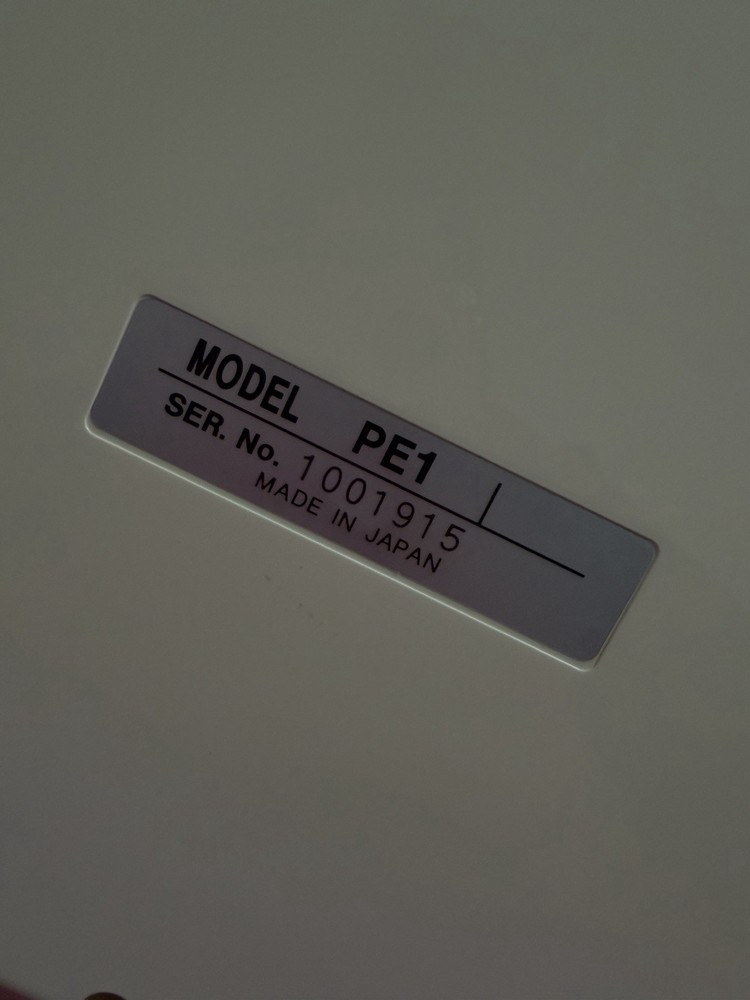 MODEL PE1
SER. No. 1001915
MADE IN JAPAN